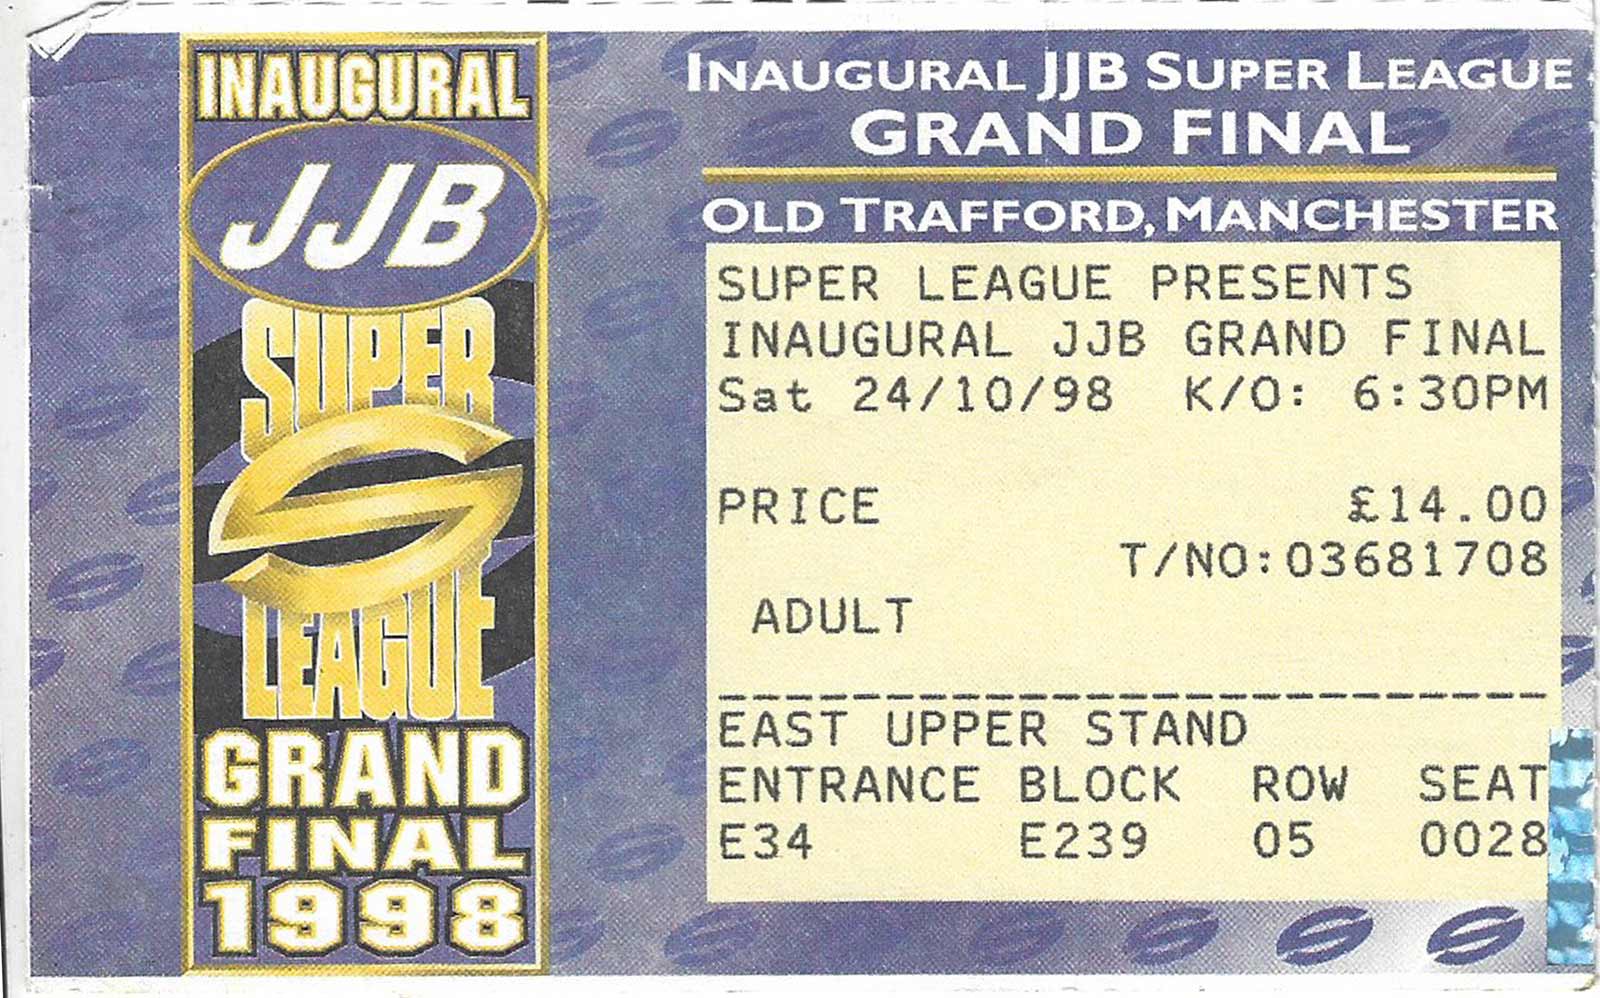 INAUGURAL
JJB
SUPER
LEAGUE
GRAND
FINAL
1998
INAUGURAL JJB SUPER LEAGUE
GRAND FINAL
OLD TRAFFORD, MANCHESTER
SUPER LEAGUE PRESENTS
INAUGURAL JJB GRAND FINAL
Sat 24/10/98 K/O: 6:30PM
PRICE £14.00
T/NO:03681708
ADULT
EAST UPPER STAND
ENTRANCE BLOCK ROW SEAT
E34 E239 05 0028